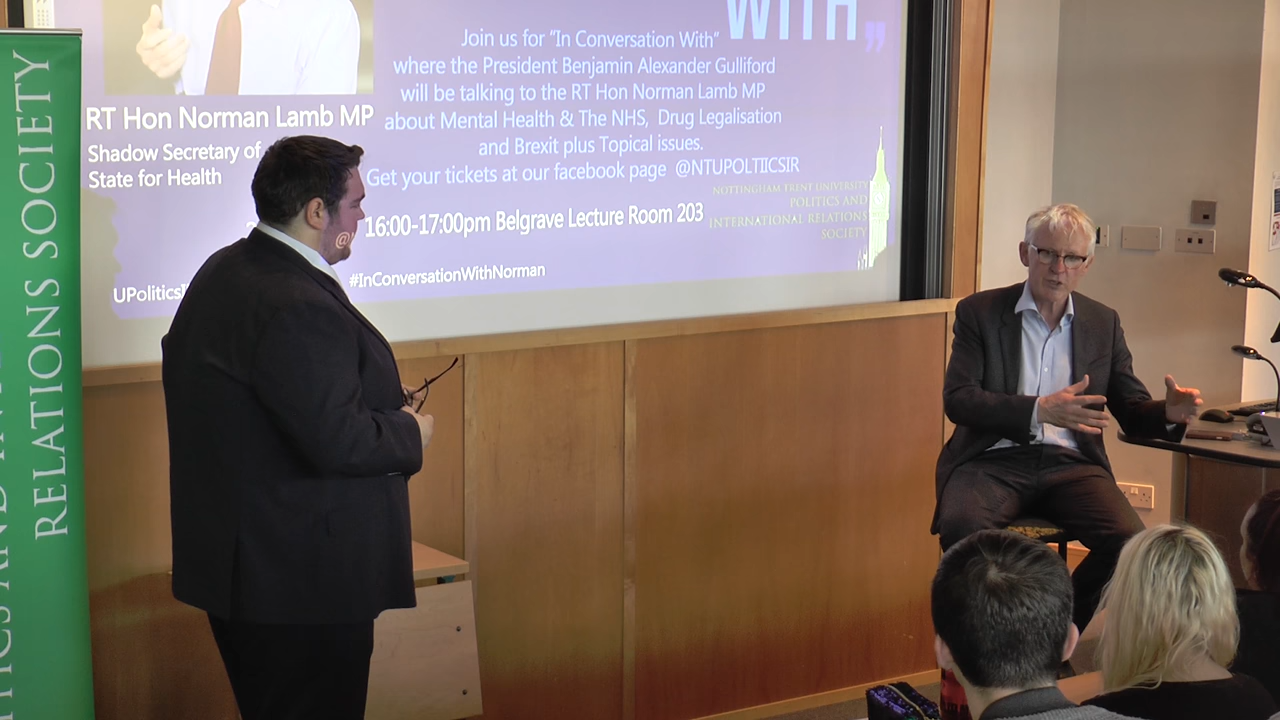 RELATIONS SOCIETY
WITH”
Join us for “In Conversation With”
where the President Benjamin Alexander Gulliford
will be talking to the RT Hon Norman Lamb MP
about Mental Health & The NHS, Drug Legalisation
and Brexit plus Topical issues.
Get your tickets at our facebook page @NTUPOLTIICSIR
RT Hon Norman Lamb MP
Shadow Secretary of
State for Health
16:00-17:00pm Belgrave Lecture Room 203
#InConversationWithNorman
NOTTINGHAM TRENT UNIVERSITY
POLITICS AND
INTERNATIONAL RELATIONS
SOCIETY